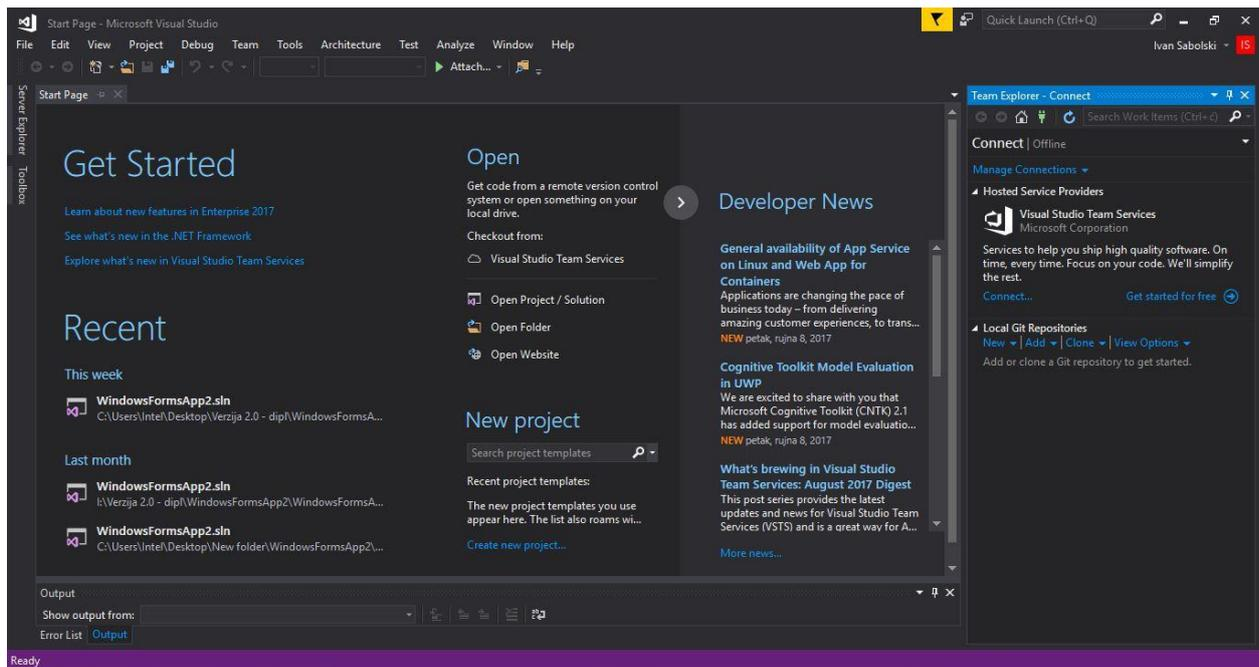 Start Page - Microsoft Visual Studio
Quick Launch (Ctrl+Q)
File Edit View Project Debug Team Tools Architecture Test Analyze Window Help
Ivan Sabolski
IS
Attach...
Server Explorer
Toolbox
Start Page
Get Started
Learn about new features in Enterprise 2017
See what's new in the .NET Framework
Explore what's new in Visual Studio Team Services
Recent
This week
WindowsFormsApp2.sln
C:\Users\Intel\Desktop\Verzija 2.0 - dipl\WindowsFormsA...
Last month
WindowsFormsApp2.sln
I:\Verzija 2.0 - dipl\WindowsFormsApp2\WindowsFormsA...
WindowsFormsApp2.sln
C:\Users\Intel\Desktop\New folder\WindowsFormsApp2\...
Open
Get code from a remote version control
system or open something on your
local drive.
Checkout from:
Visual Studio Team Services
Open Project / Solution
Open Folder
Open Website
New project
Search project templates
Recent project templates:
The new project templates you use
appear here. The list also roams wi...
Create new project...
Developer News
General availability of App Service
on Linux and Web App for
Containers
Applications are changing the pace of
business today – from delivering
amazing customer experiences, to trans...
NEW petak, rujna 8, 2017
Cognitive Toolkit Model Evaluation
in UWP
We are excited to share with you that
Microsoft Cognitive Toolkit (CNTK) 2.1
has added support for model evaluatio...
NEW petak, rujna 8, 2017
What's brewing in Visual Studio
Team Services: August 2017 Digest
This post series provides the latest
updates and news for Visual Studio Team
Services (VSTS) and is a great way for A...
More news...
Team Explorer - Connect
Search Work Items (Ctrl+ć)
Connect | Offline
Manage Connections
Hosted Service Providers
Visual Studio Team Services
Microsoft Corporation
Services to help you ship high quality software. On
time, every time. Focus on your code. We'll simplify
the rest.
Connect... Get started for free
Local Git Repositories
New | Add | Clone | View Options
Add or clone a Git repository to get started.
Output
Show output from:
Error List Output
Ready